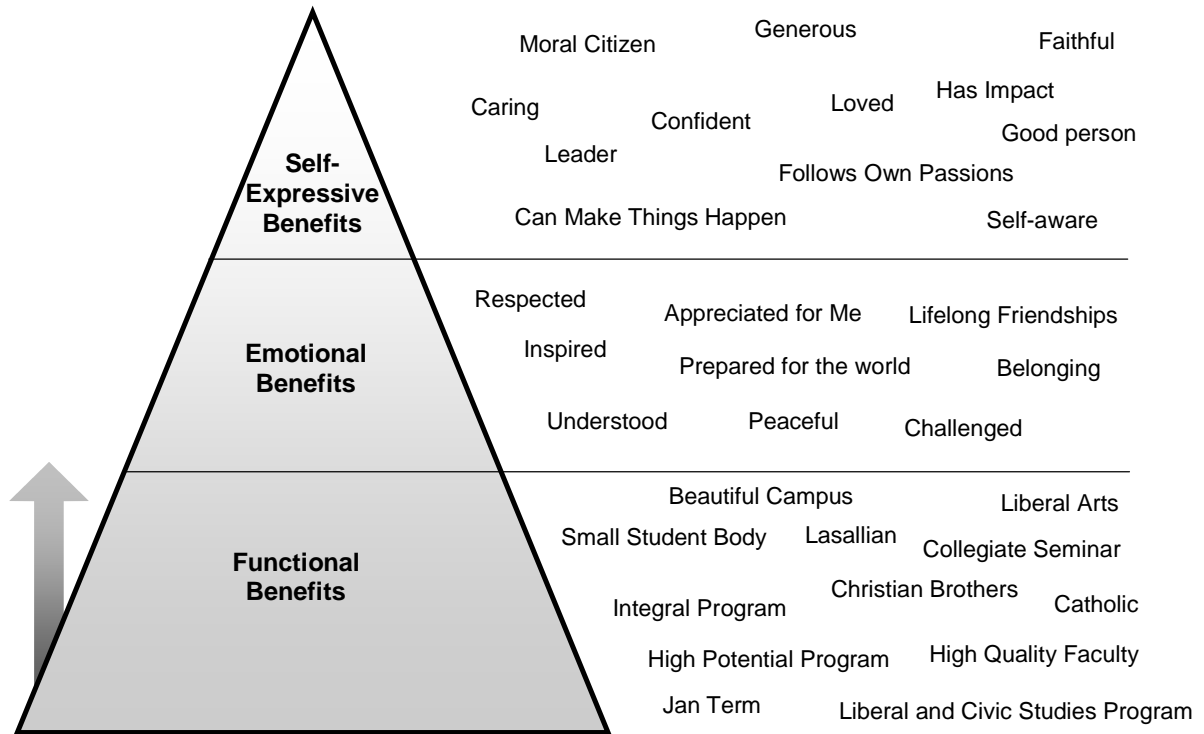 Moral Citizen
Generous
Faithful
Caring
Confident
Loved
Has Impact
Good person
Leader
Follows Own Passions
Can Make Things Happen
Self-aware
Self-
Expressive
Benefits
Respected
Appreciated for Me
Lifelong Friendships
Inspired
Prepared for the world
Belonging
Understood
Peaceful
Challenged
Emotional
Benefits
Beautiful Campus
Liberal Arts
Small Student Body
Lasallian
Collegiate Seminar
Christian Brothers
Integral Program
Catholic
High Potential Program
High Quality Faculty
Jan Term
Liberal and Civic Studies Program
Functional
Benefits